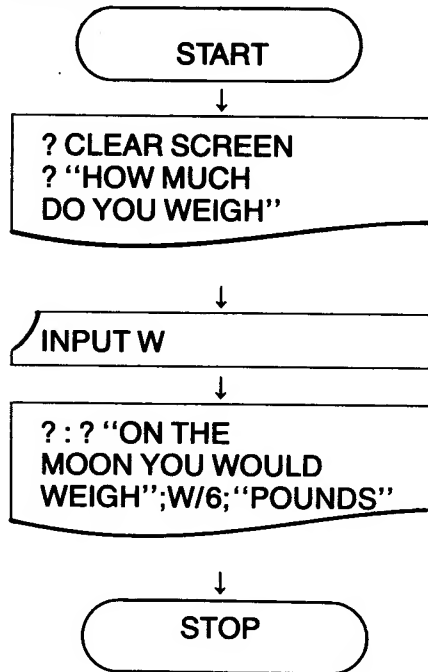 START
? CLEAR SCREEN
? “HOW MUCH
DO YOU WEIGH”
INPUT W
? : ? “ON THE
MOON YOU WOULD
WEIGH”;W/6;“POUNDS”
STOP